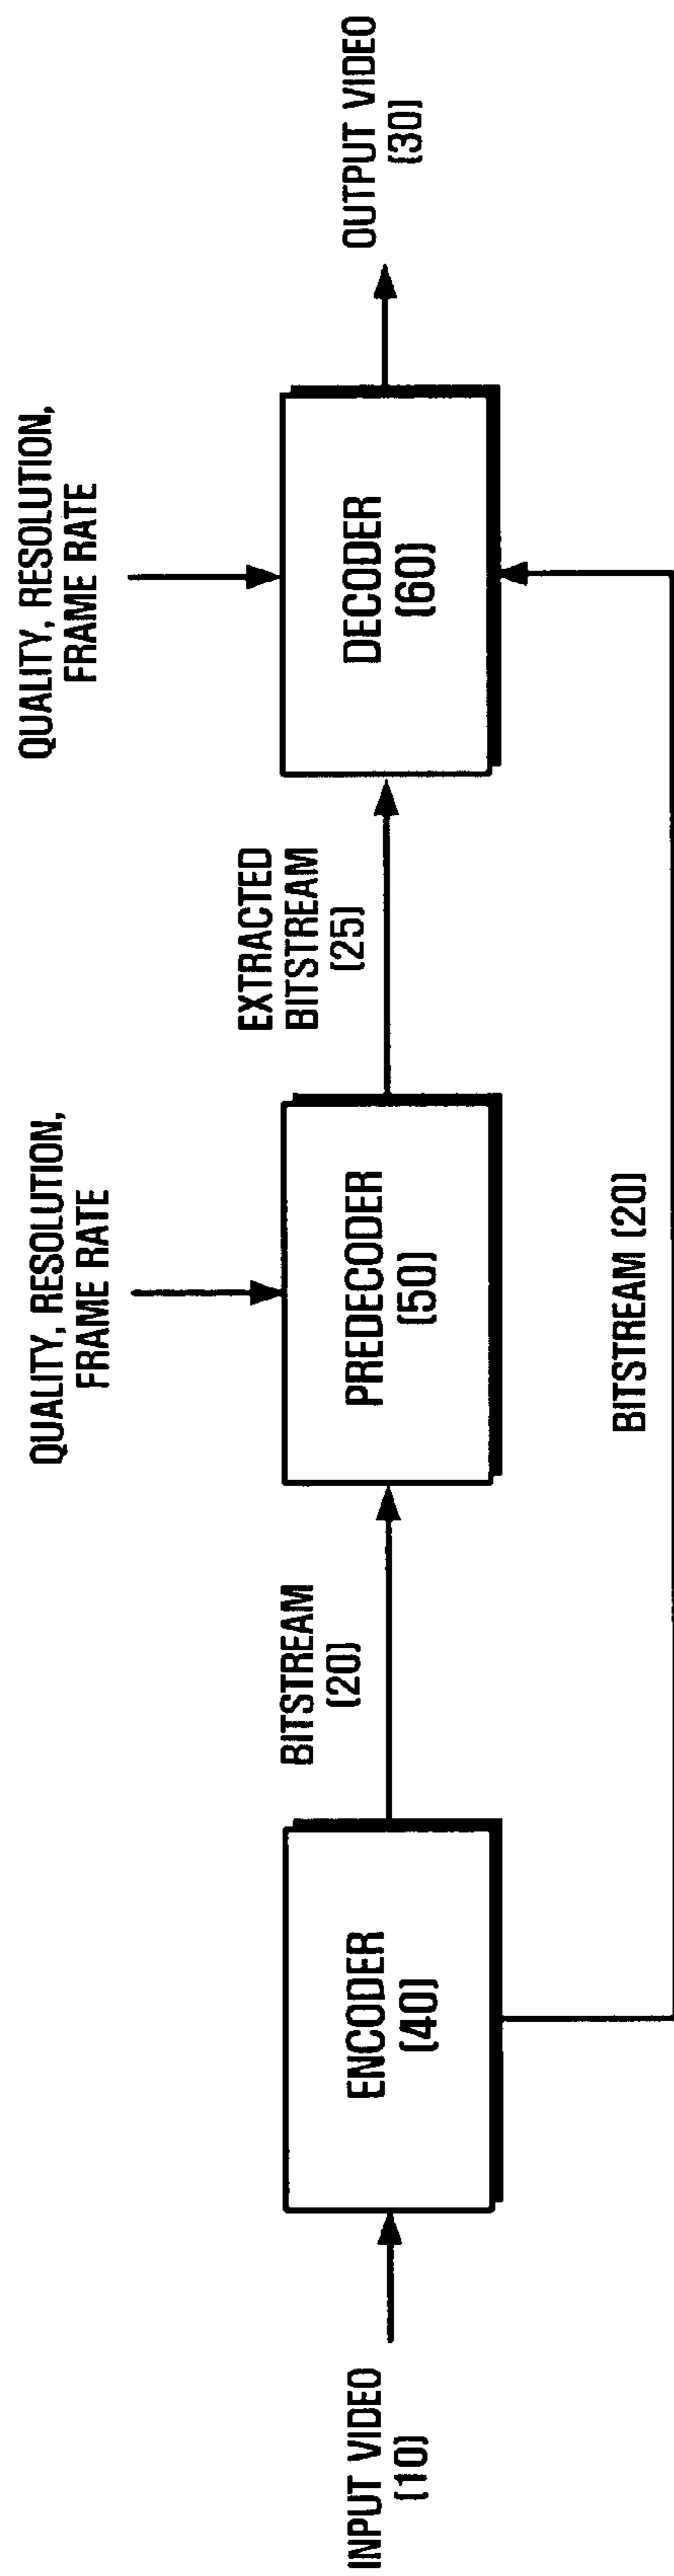 QUALITY, RESOLUTION,
FRAME RATE
QUALITY, RESOLUTION,
FRAME RATE
INPUT VIDEO
(10)
ENCODER
(40)
BITSTREAM
(20)
PREDECODER
(50)
EXTRACTED
BITSTREAM
(25)
DECODER
(60)
OUTPUT VIDEO
(30)
BITSTREAM (20)